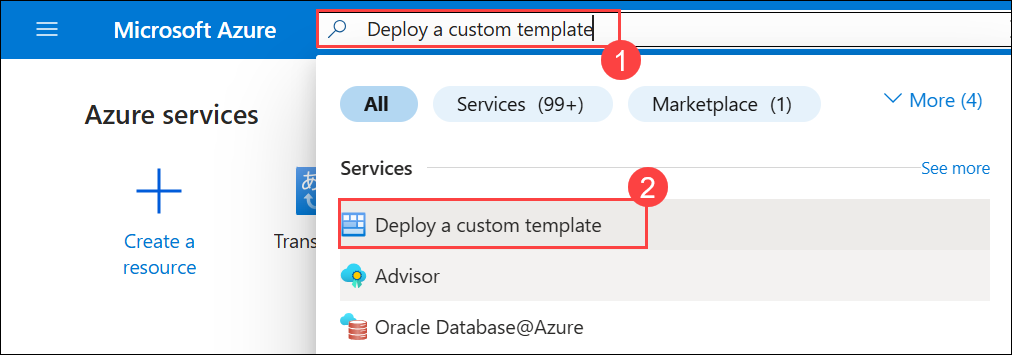 Microsoft Azure
Deploy a custom template
1
All
Services (99+)
Marketplace (1)
More (4)
Azure services
Services
See more
2
あ
Create a
resource
Trans
Deploy a custom template
Advisor
Oracle Database@Azure